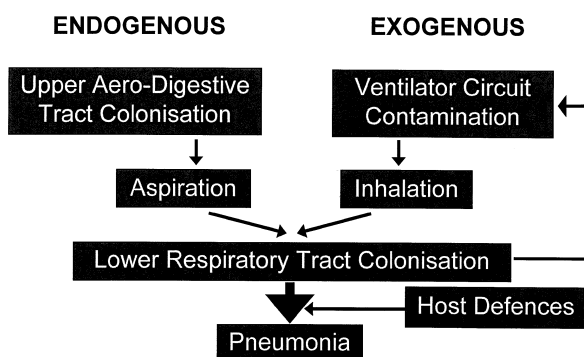 ENDOGENOUS
EXOGENOUS
Upper Aero-Digestive
Tract Colonisation
Ventilator Circuit
Contamination
Aspiration
Inhalation
Lower Respiratory Tract Colonisation
Host Defences
Pneumonia